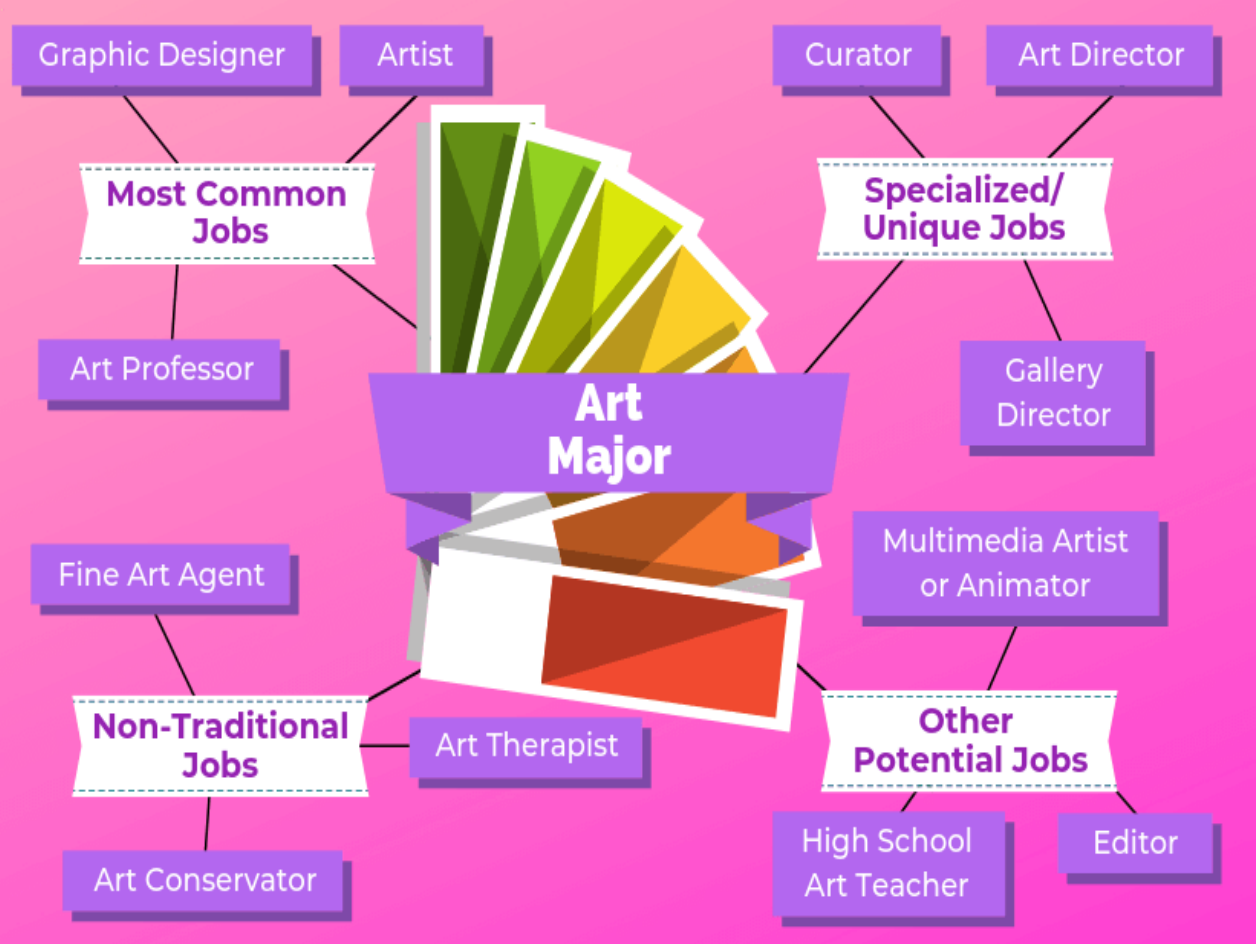 Graphic Designer
Artist
Most Common
Jobs
Art Professor
Curator
Art Director
Specialized/
Unique Jobs
Gallery
Director
Art
Major
Fine Art Agent
Non-Traditional
Jobs
Art Therapist
Art Conservator
Multimedia Artist
or Animator
Other
Potential Jobs
High School
Art Teacher
Editor